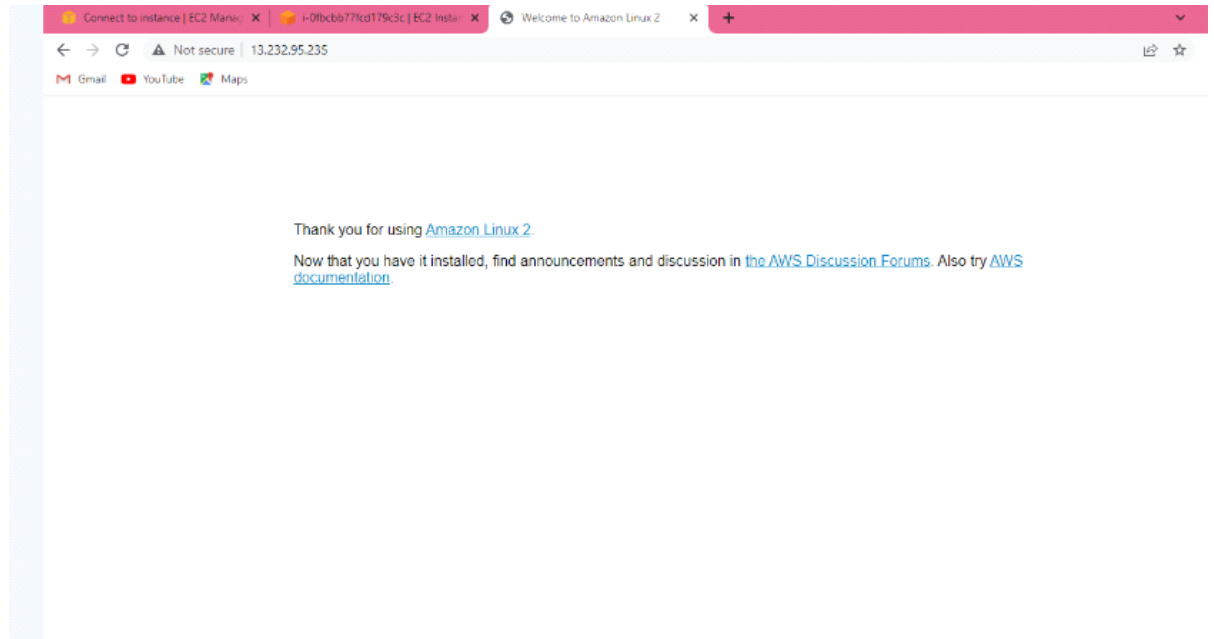 Connect to instance | EC2 Manag
i-0fbcbb77fcd179c3c | EC2 Instan
Welcome to Amazon Linux 2
Not secure | 13.232.95.235
Gmail YouTube Maps
Thank you for using Amazon Linux 2.
Now that you have it installed, find announcements and discussion in the AWS Discussion Forums. Also try AWS
documentation.